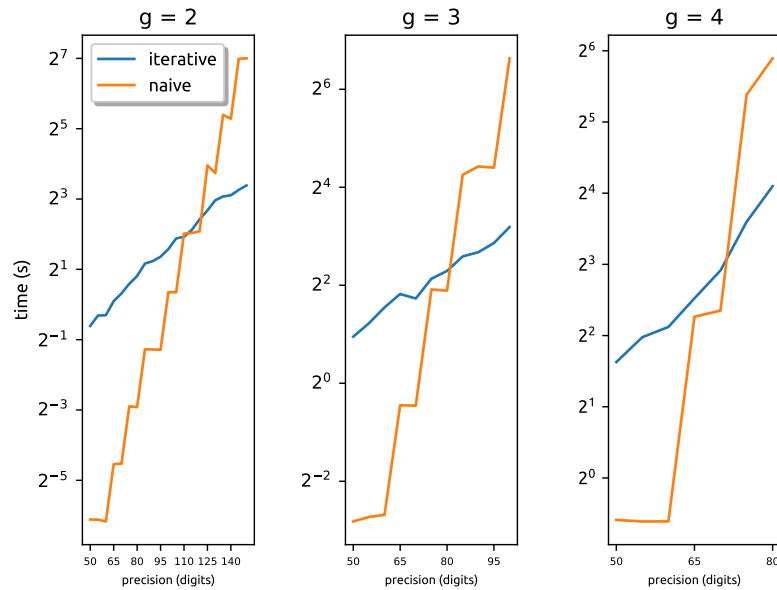 g = 2
g = 3
g = 4
iterative
naive
time (s)
2^7
2^5
2^3
2^1
2^−1
2^−3
2^−5
50 65 80 95 110 125 140
precision (digits)
2^6
2^4
2^2
2^0
2^−2
50 65 80 95
precision (digits)
2^6
2^5
2^4
2^3
2^2
2^1
2^0
50 65 80
precision (digits)